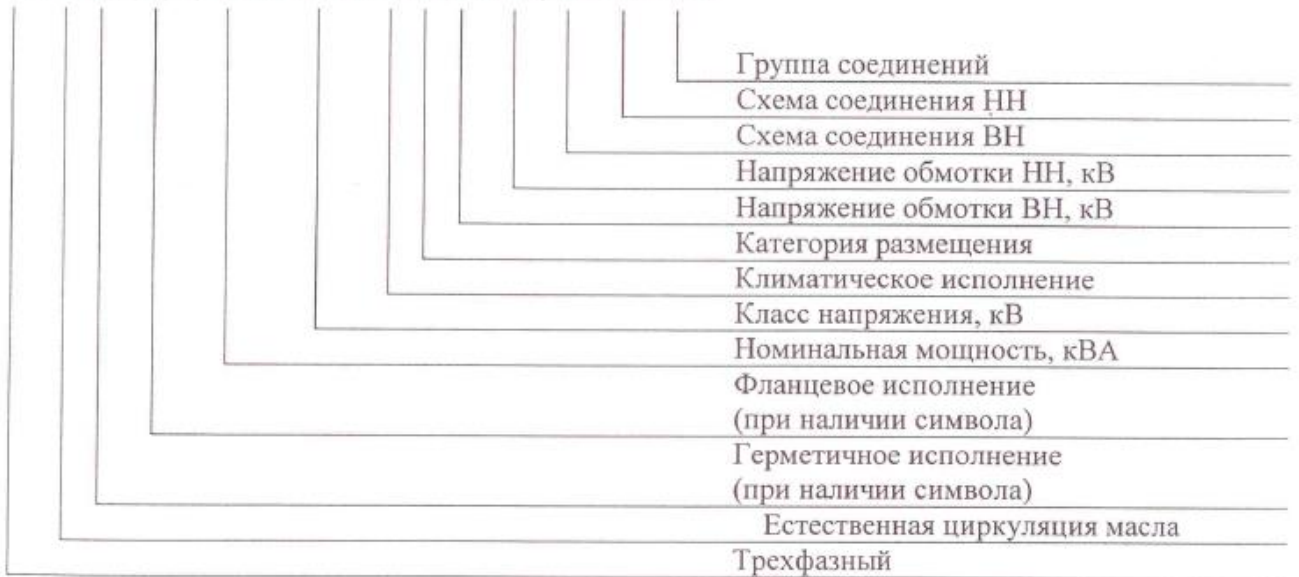 Группа соединений
Схема соединения НН
Схема соединения ВН
Напряжение обмотки НН, кВ
Напряжение обмотки ВН, кВ
Категория размещения
Климатическое исполнение
Класс напряжения, кВ
Номинальная мощность, кВА
Фланцевое исполнение
(при наличии символа)
Герметичное исполнение
(при наличии символа)
Естественная циркуляция масла
Трехфазный